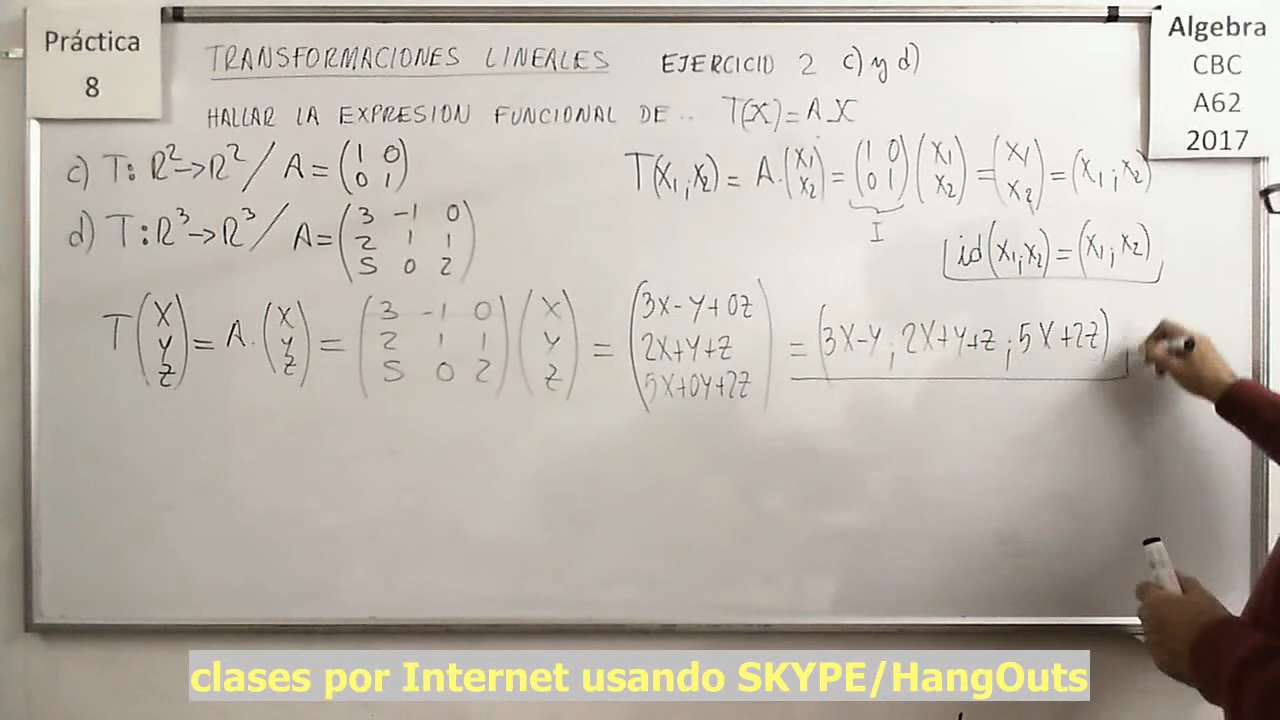 Práctica
8
Algebra
CBC
A62
2017
TRANSFORMACIONES LINEALES EJERCICIO 2 c) y d)
HALLAR LA EXPRESION FUNCIONAL DE .. T(X)=A.X
c) T: R²→R² / A=(1 0
0 1)
T(x₁;x₂) = A.(x₁
x₂) = (1 0
0 1)(x₁
x₂) = (x₁
x₂) = (x₁;x₂)
I
id(x₁;x₂)=(x₁;x₂)
d) T: R³→R³ / A=(3 -1 0
2 1 1
5 0 2)
T(X
Y
Z) = A.(X
Y
Z) = (3 -1 0
2 1 1
5 0 2)(X
Y
Z) = (3X-Y+0Z
2X+Y+Z
5X+0Y+2Z) = (3X-Y; 2X+Y+Z; 5X+2Z)
clases por Internet usando SKYPE/HangOuts